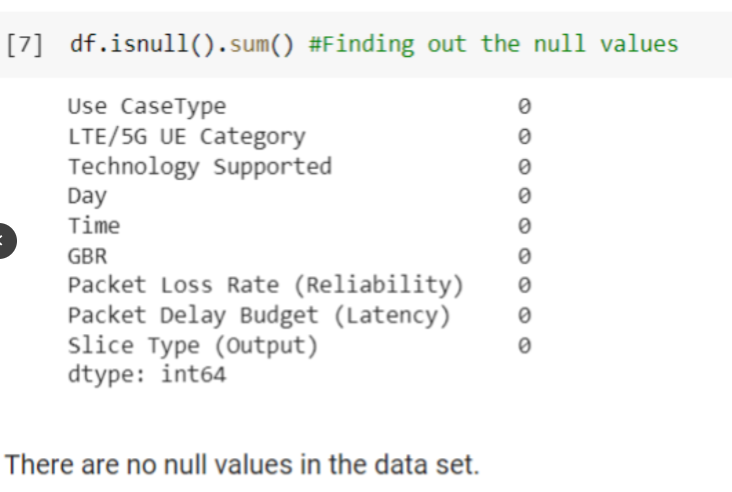 [7] df.isnull().sum() #Finding out the null values
Use CaseType 0
LTE/5G UE Category 0
Technology Supported 0
Day 0
Time 0
GBR 0
Packet Loss Rate (Reliability) 0
Packet Delay Budget (Latency) 0
Slice Type (Output) 0
dtype: int64
There are no null values in the data set.